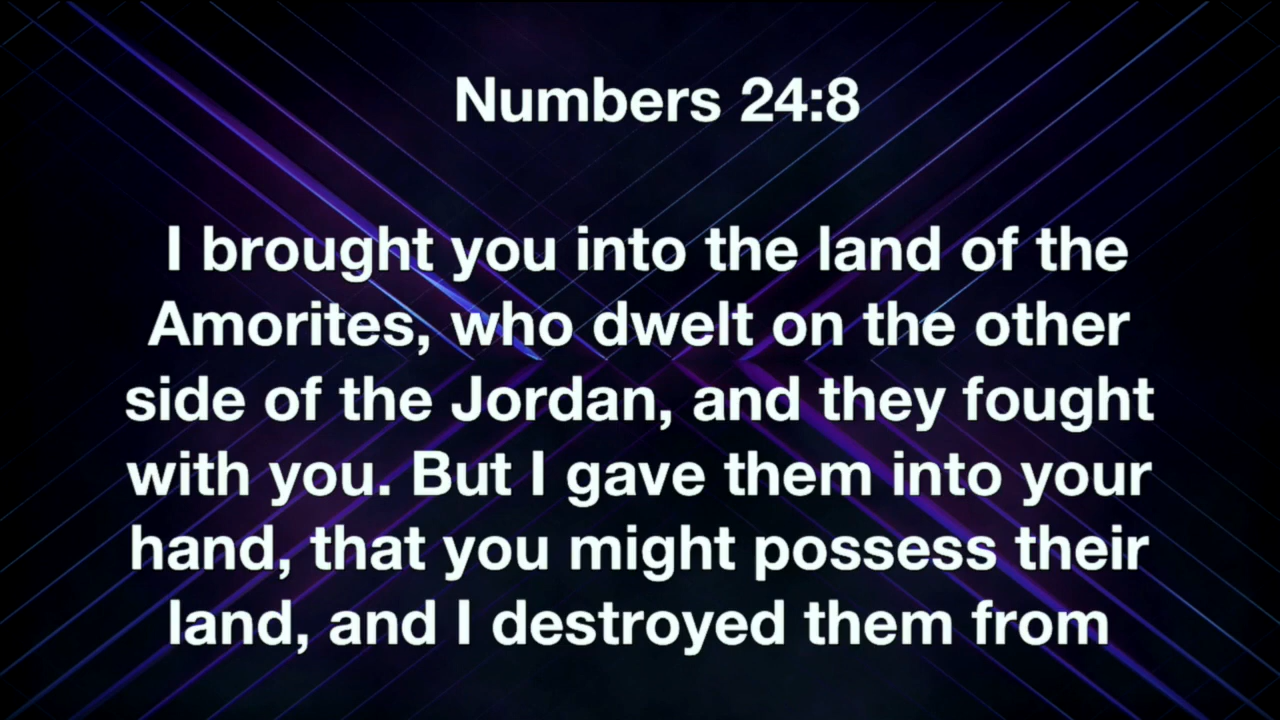 Numbers 24:8
I brought you into the land of the
Amorites, who dwelt on the other
side of the Jordan, and they fought
with you. But I gave them into your
hand, that you might possess their
land, and I destroyed them from